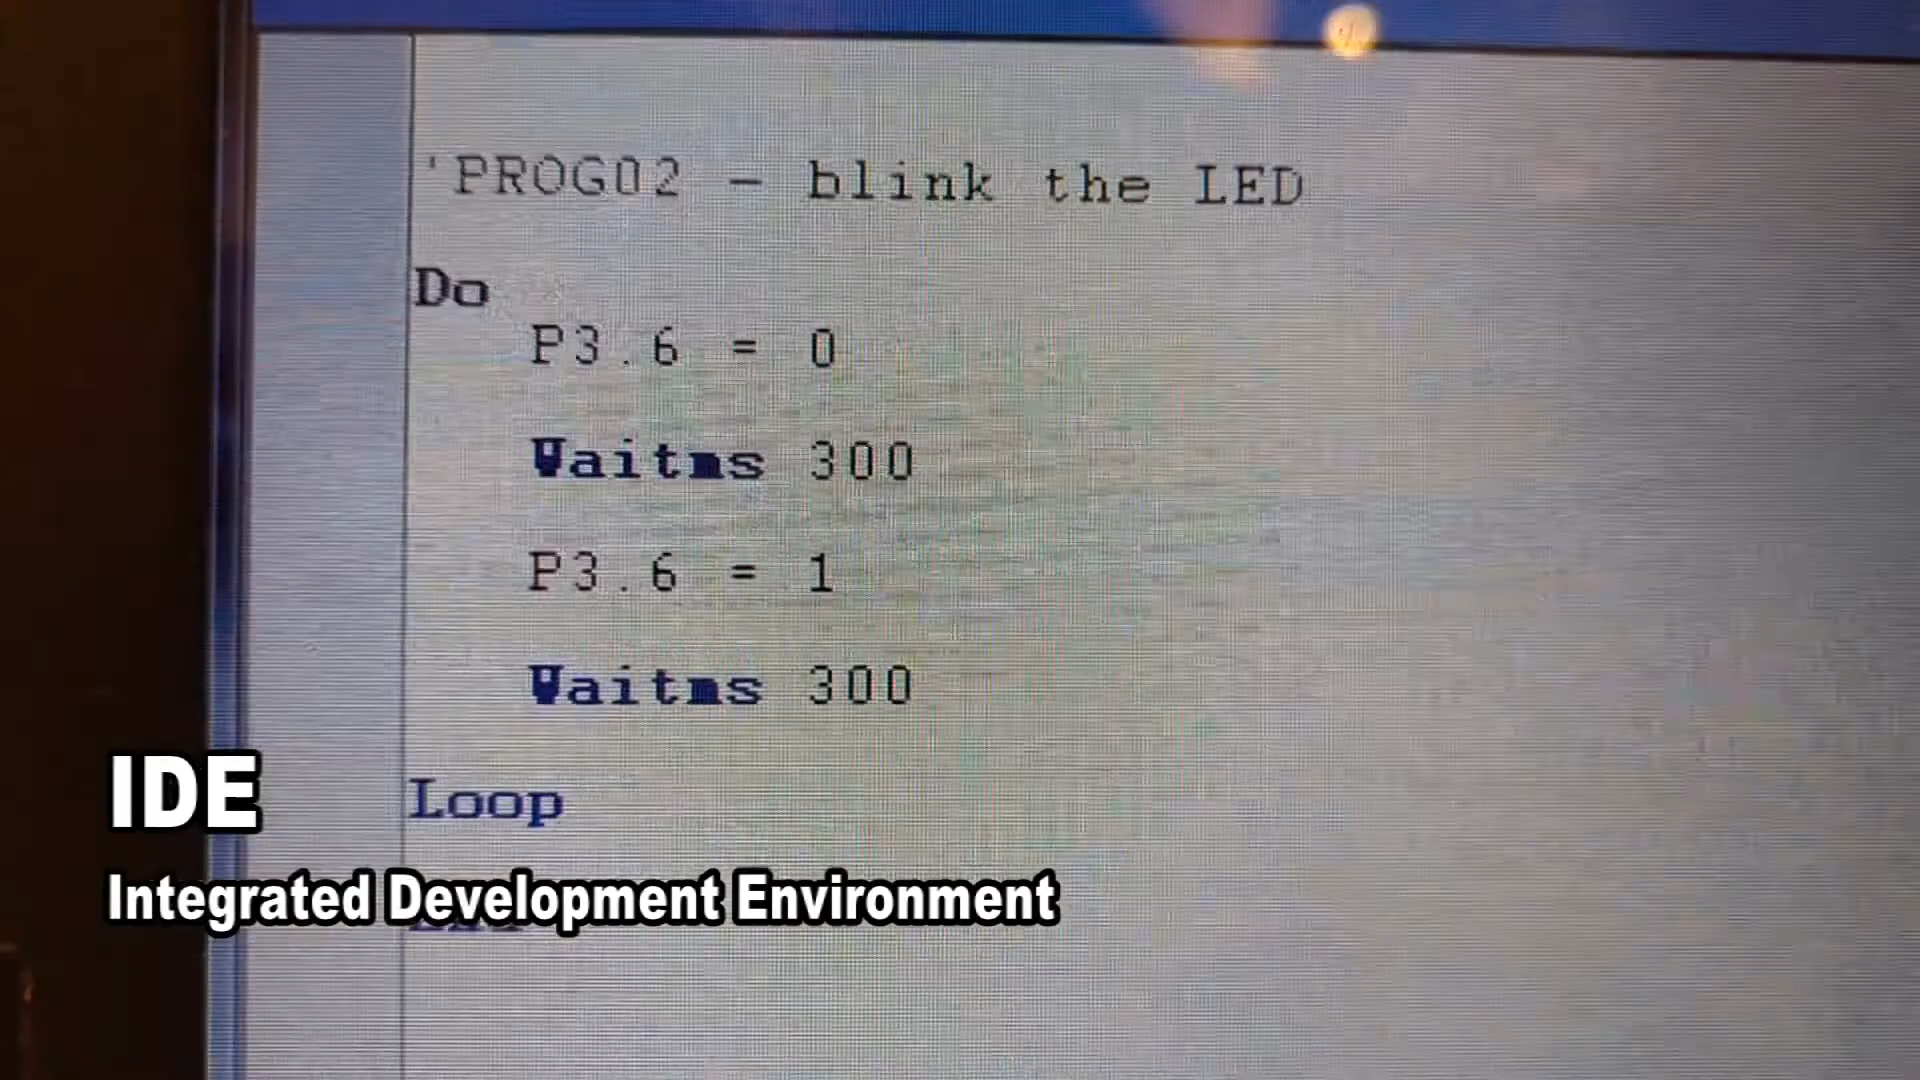 'PROG02 - blink the LED
Do
P3.6 = 0
Waitms 300
P3.6 = 1
Waitms 300
Loop
IDE
Integrated Development Environment